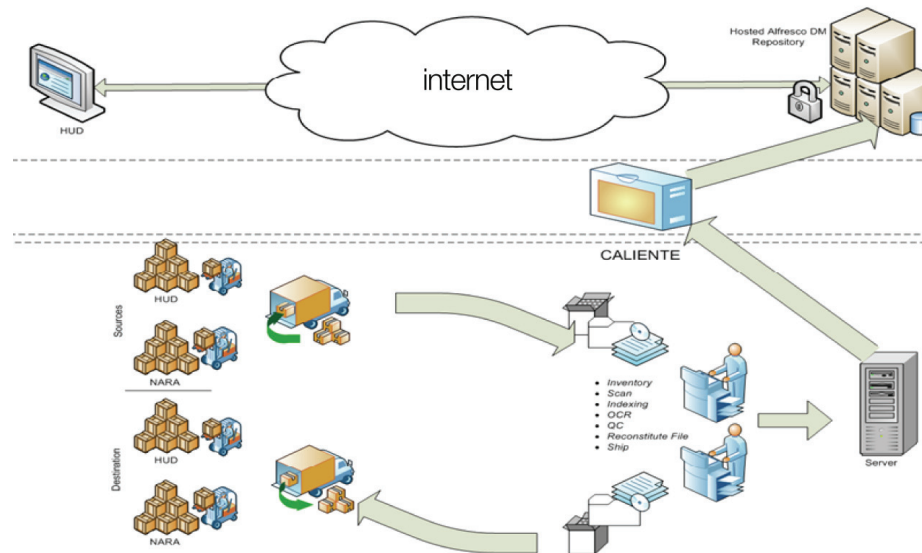 internet
Hosted Alfresco DM
Repository
HUD
CALIENTE
Sources
HUD
NARA
Destination
HUD
NARA
• Inventory
• Scan
• Indexing
• OCR
• QC
• Reconstitute File
• Ship
Server